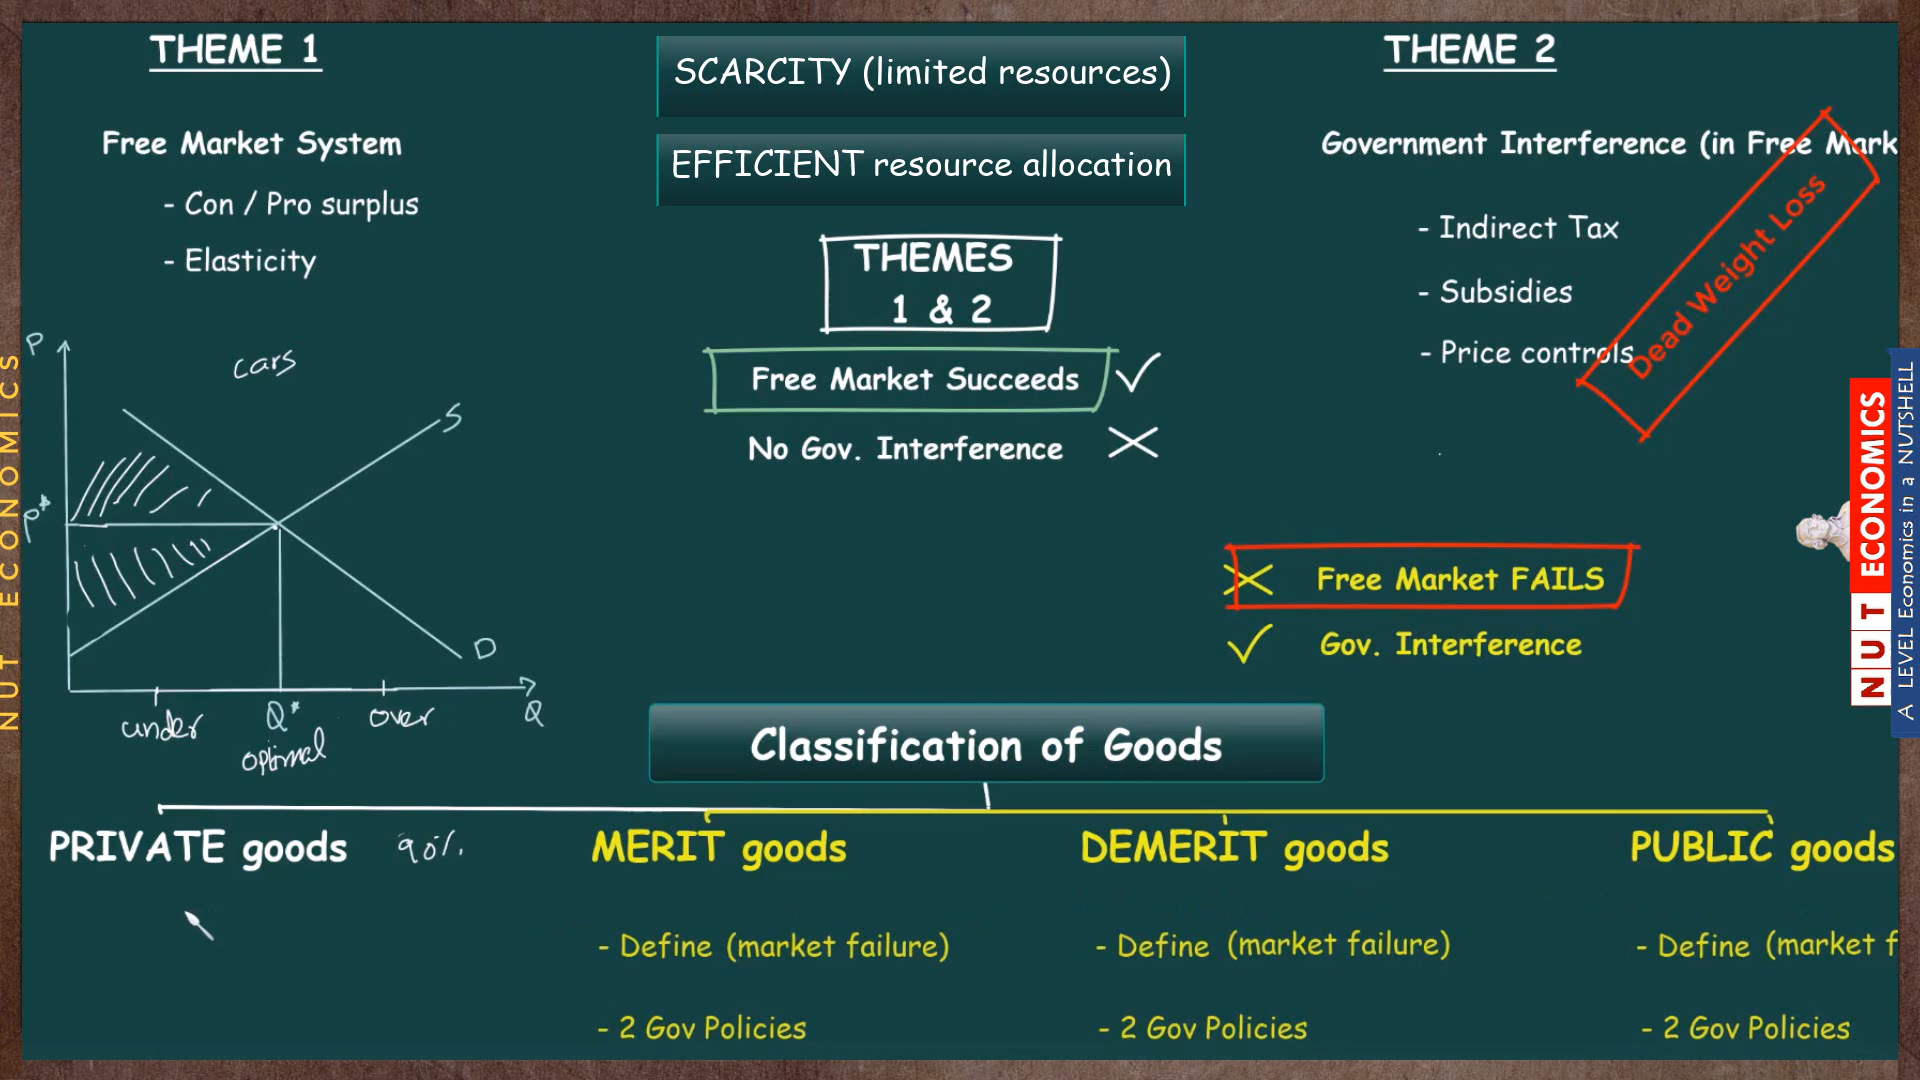 THEME 1
Free Market System
- Con / Pro surplus
- Elasticity
SCARCITY (limited resources)
EFFICIENT resource allocation
THEMES
1 & 2
Free Market Succeeds
No Gov. Interference
THEME 2
Government Interference (in Free Mark
- Indirect Tax
- Subsidies
- Price controls
Dead Weight Loss
P
cars
S
P*
D
Q
under
Q*
over
optimal
Free Market FAILS
Gov. Interference
Classification of Goods
PRIVATE goods 90%
MERIT goods
- Define (market failure)
- 2 Gov Policies
DEMERIT goods
- Define (market failure)
- 2 Gov Policies
PUBLIC goods
- Define (market f
- 2 Gov Policies
NUT ECONOMICS
NUT ECONOMICS
A LEVEL Economics in a NUTSHELL